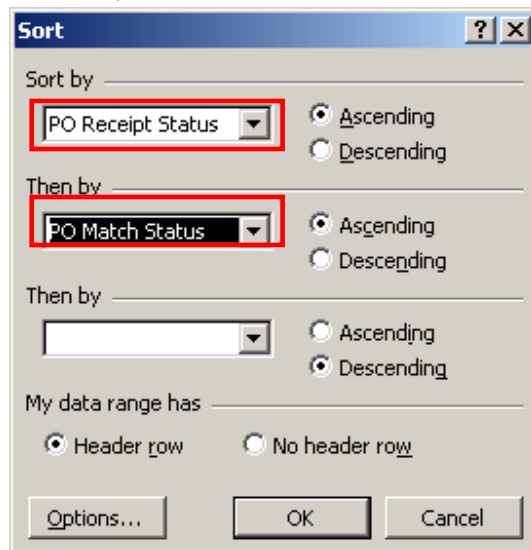 Sort
Sort by
PO Receipt Status
Ascending
Descending
Then by
PO Match Status
Ascending
Descending
Then by
Ascending
Descending
My data range has
Header row
No header row
Options...
OK
Cancel